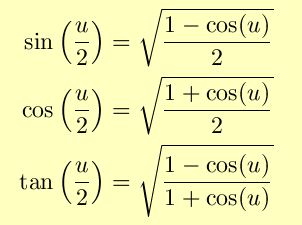 sin (u/2) = √((1 − cos(u))/2)
cos (u/2) = √((1 + cos(u))/2)
tan (u/2) = √((1 − cos(u))/(1 + cos(u)))